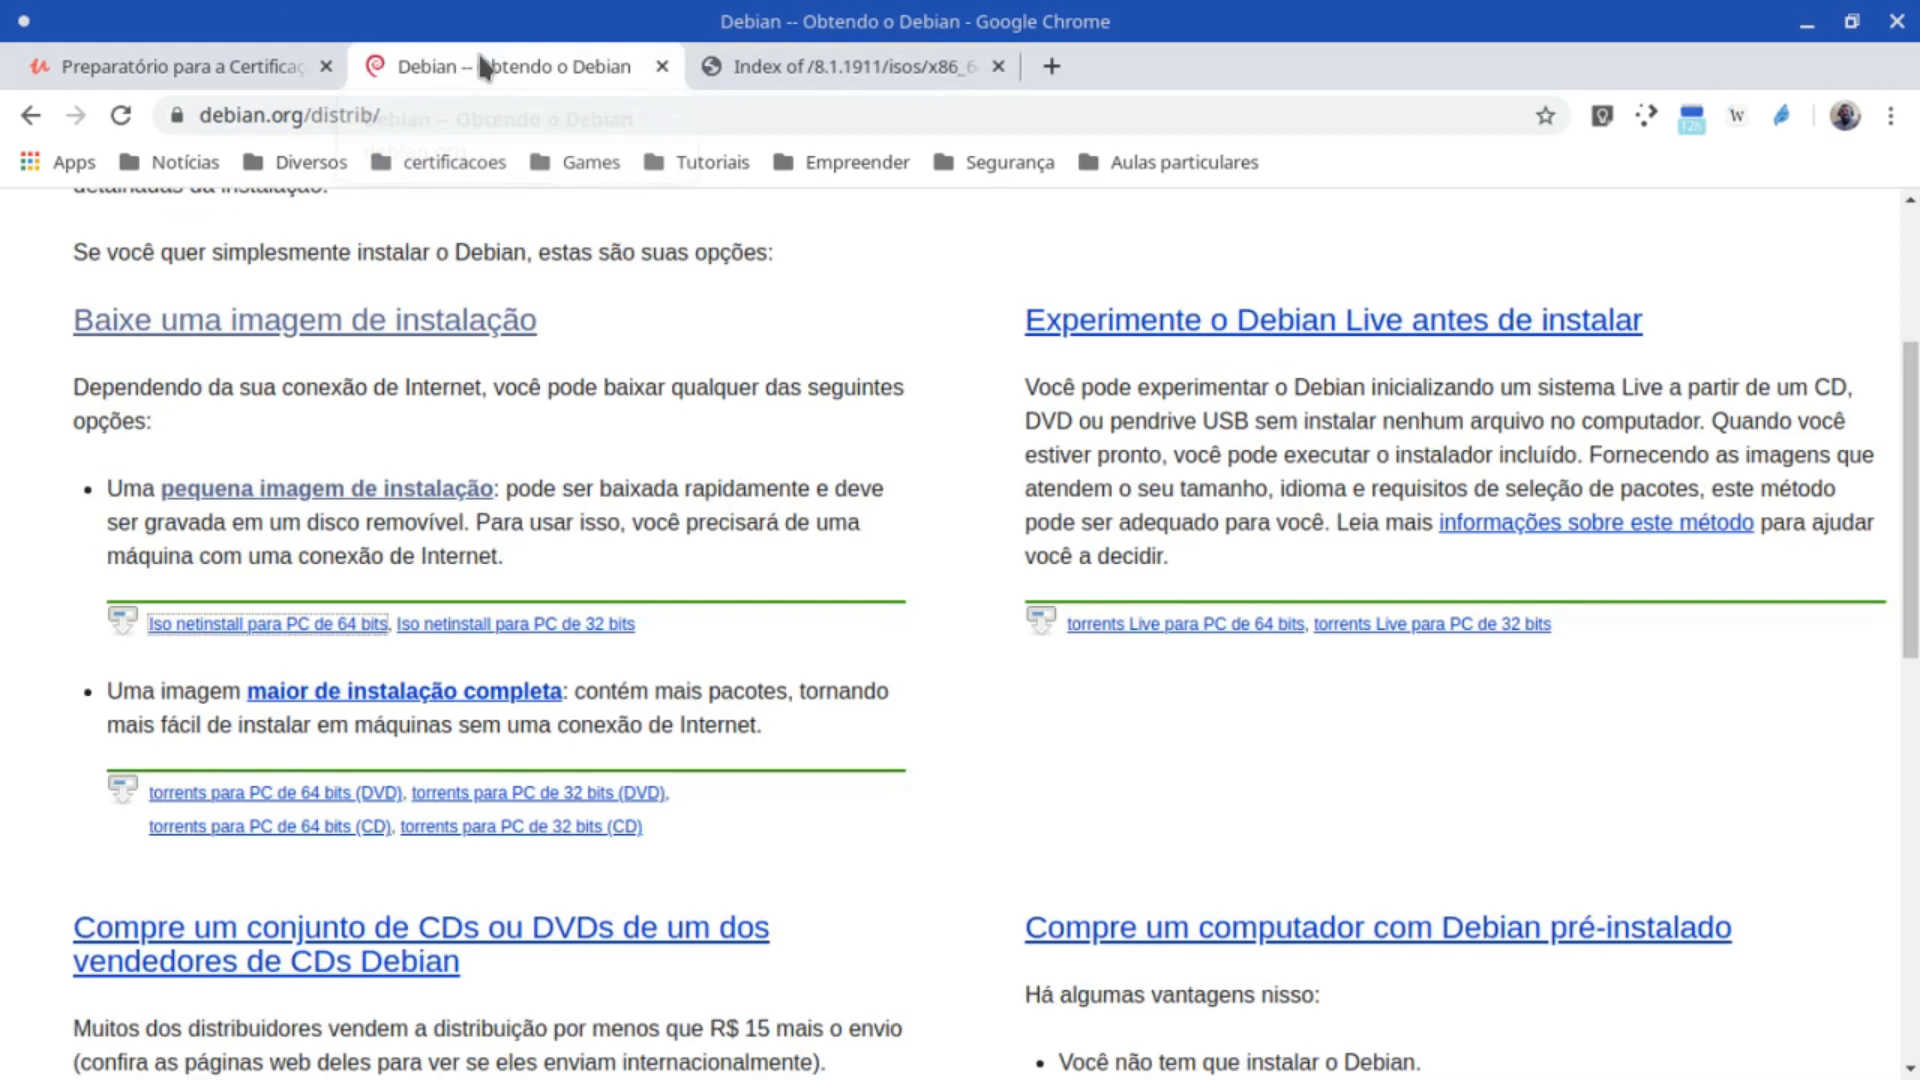 Debian -- Obtendo o Debian - Google Chrome
Preparatório para a Certificaç
Debian -- Obtendo o Debian
Index of /8.1.1911/isos/x86_6
debian.org/distrib/
Debian -- Obtendo o Debian
debian.org
12h
W
Apps
Notícias
Diversos
certificacoes
Games
Tutoriais
Empreender
Segurança
Aulas particulares
detalhadas da instalação.
Se você quer simplesmente instalar o Debian, estas são suas opções:
Baixe uma imagem de instalação
Dependendo da sua conexão de Internet, você pode baixar qualquer das seguintes
opções:
• Uma pequena imagem de instalação: pode ser baixada rapidamente e deve
ser gravada em um disco removível. Para usar isso, você precisará de uma
máquina com uma conexão de Internet.
Iso netinstall para PC de 64 bits, Iso netinstall para PC de 32 bits
• Uma imagem maior de instalação completa: contém mais pacotes, tornando
mais fácil de instalar em máquinas sem uma conexão de Internet.
torrents para PC de 64 bits (DVD), torrents para PC de 32 bits (DVD),
torrents para PC de 64 bits (CD), torrents para PC de 32 bits (CD)
Experimente o Debian Live antes de instalar
Você pode experimentar o Debian inicializando um sistema Live a partir de um CD,
DVD ou pendrive USB sem instalar nenhum arquivo no computador. Quando você
estiver pronto, você pode executar o instalador incluído. Fornecendo as imagens que
atendem o seu tamanho, idioma e requisitos de seleção de pacotes, este método
pode ser adequado para você. Leia mais informações sobre este método para ajudar
você a decidir.
torrents Live para PC de 64 bits, torrents Live para PC de 32 bits
Compre um conjunto de CDs ou DVDs de um dos
vendedores de CDs Debian
Muitos dos distribuidores vendem a distribuição por menos que R$ 15 mais o envio
(confira as páginas web deles para ver se eles enviam internacionalmente).
Compre um computador com Debian pré-instalado
Há algumas vantagens nisso:
• Você não tem que instalar o Debian.